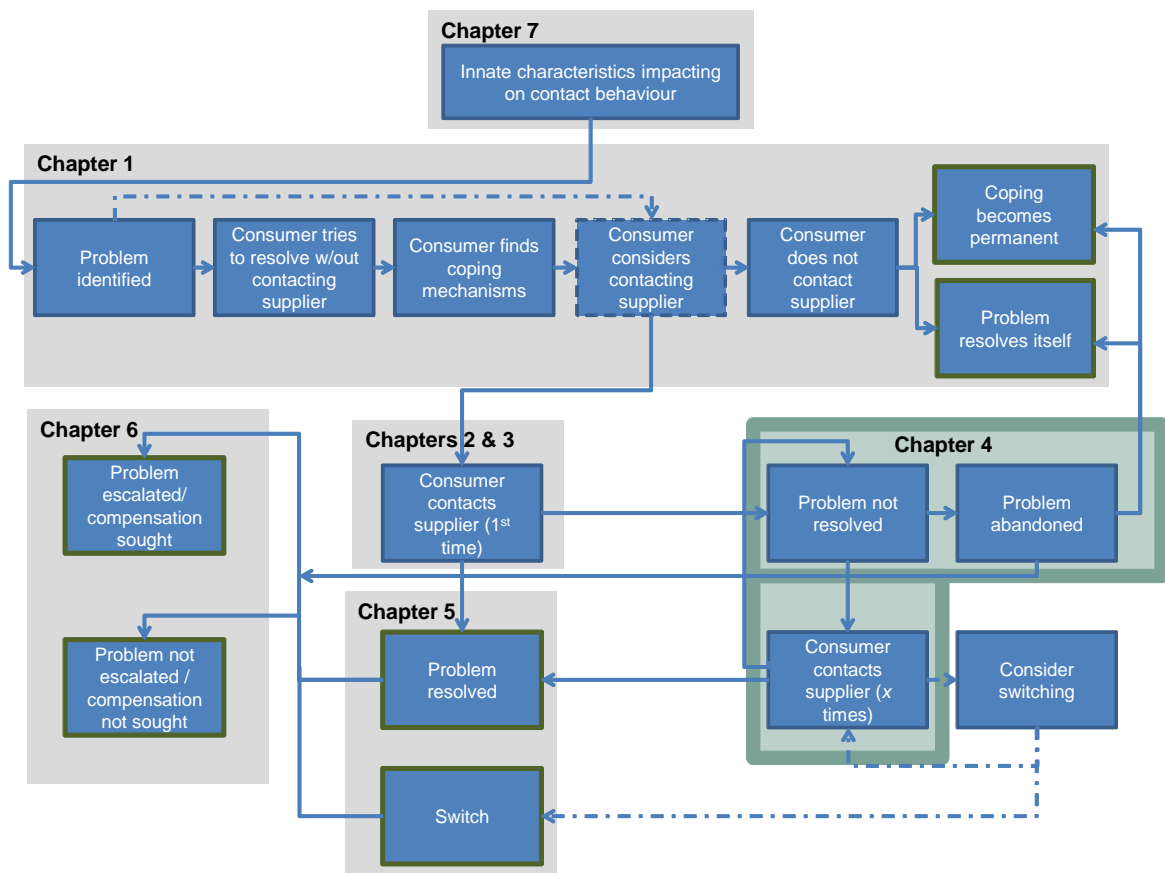 Chapter 7
Innate characteristics impacting
on contact behaviour
Chapter 1
Problem
identified
Consumer tries
to resolve w/out
contacting
supplier
Consumer finds
coping
mechanisms
Consumer
considers
contacting
supplier
Consumer
does not
contact
supplier
Coping
becomes
permanent
Problem
resolves itself
Chapter 6
Problem
escalated/
compensation
sought
Problem not
escalated /
compensation
not sought
Chapters 2 & 3
Consumer
contacts
supplier (1st
time)
Chapter 4
Problem not
resolved
Problem
abandoned
Consumer
contacts
supplier (x
times)
Consider
switching
Chapter 5
Problem
resolved
Switch